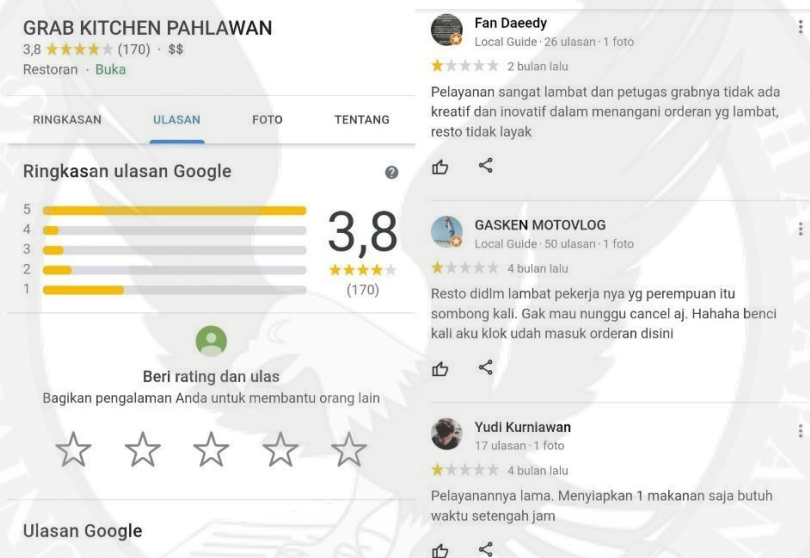 GRAB KITCHEN PAHLAWAN
3,8 (170) · $$
Restoran · Buka
RINGKASAN ULASAN FOTO TENTANG
Ringkasan ulasan Google
5
4
3
2
1
3,8
(170)
Beri rating dan ulas
Bagikan pengalaman Anda untuk membantu orang lain
Ulasan Google
Fan Daeedy
Local Guide · 26 ulasan · 1 foto
2 bulan lalu
Pelayanan sangat lambat dan petugas grabnya tidak ada
kreatif dan inovatif dalam menangani orderan yg lambat,
resto tidak layak
GASKEN MOTOVLOG
Local Guide · 50 ulasan · 1 foto
4 bulan lalu
Resto didlm lambat pekerja nya yg perempuan itu
sombong kali. Gak mau nunggu cancel aj. Hahaha benci
kali aku klok udah masuk orderan disini
Yudi Kurniawan
17 ulasan · 1 foto
4 bulan lalu
Pelayanannya lama. Menyiapkan 1 makanan saja butuh
waktu setengah jam